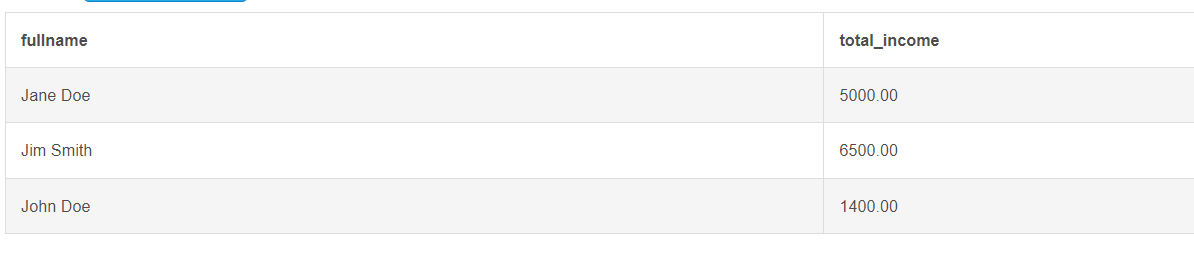 fullname total_income
Jane Doe 5000.00
Jim Smith 6500.00
John Doe 1400.00